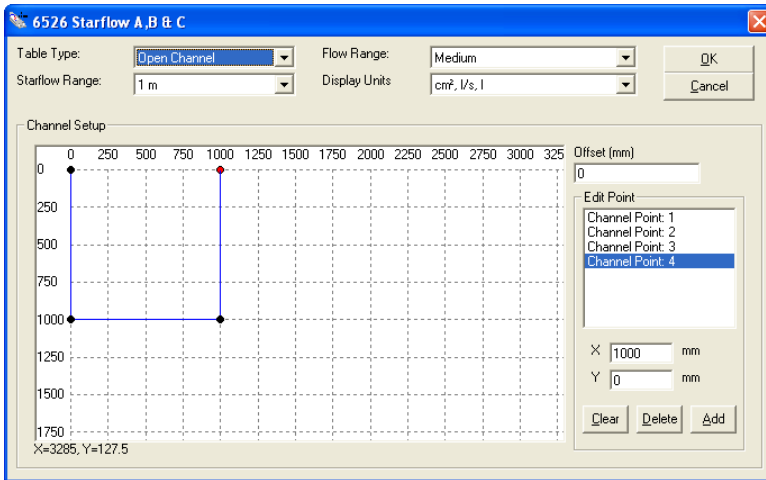 6526 Starflow A,B & C
Table Type: Open Channel Flow Range: Medium OK
Starflow Range: 1 m Display Units cm², l/s, l Cancel
Channel Setup
0 250 500 750 1000 1250 1500 1750 2000 2250 2500 2750 3000 325
Offset (mm)
0
0
250
500
750
1000
1250
1500
1750
Edit Point
Channel Point: 1
Channel Point: 2
Channel Point: 3
Channel Point: 4
X 1000 mm
Y 0 mm
Clear Delete Add
X=3285, Y=127.5